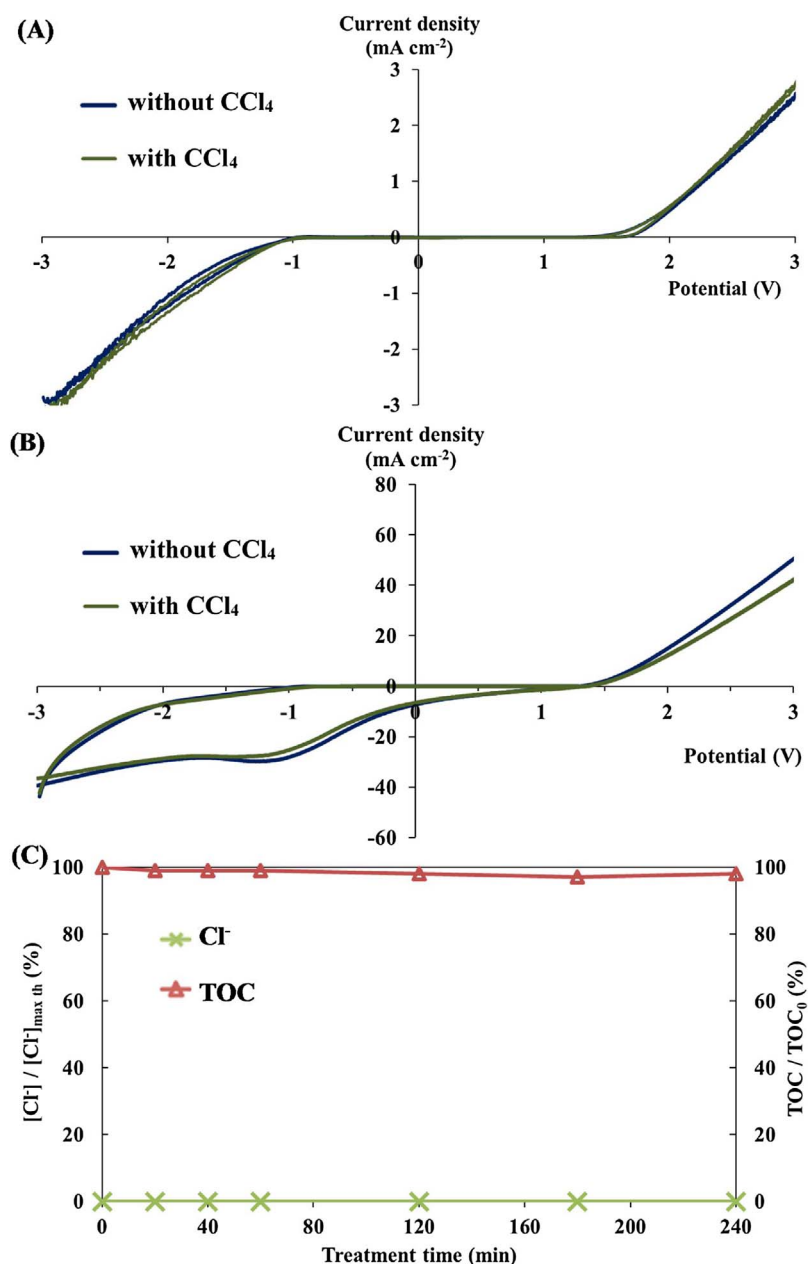 (A)
Current density
(mA cm⁻²)
without CCl₄
with CCl₄
3
2
1
0
-1
-2
-3
-3 -2 -1 0 1 2 3
Potential (V)
(B)
Current density
(mA cm⁻²)
without CCl₄
with CCl₄
80
60
40
20
0
-20
-40
-60
-3 -2 -1 0 1 2 3
Potential (V)
(C)
[Cl⁻] / [Cl⁻]max th (%)
100
80
60
40
20
0
Cl⁻
TOC
100
80
60
40
20
0
TOC / TOC₀ (%)
0 40 80 120 160 200 240
Treatment time (min)